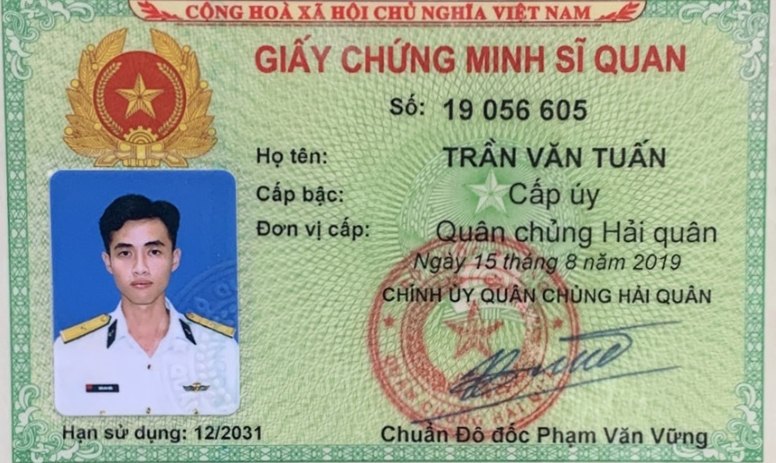 CỘNG HOÀ XÃ HỘI CHỦ NGHĨA VIỆT NAM
GIẤY CHỨNG MINH SĨ QUAN
Số: 19 056 605
Họ tên: TRẦN VĂN TUẤN
Cấp bậc: Cấp úy
Đơn vị cấp: Quân chủng Hải quân
Ngày 15 tháng 8 năm 2019
CHÍNH ỦY QUÂN CHỦNG HẢI QUÂN
Hạn sử dụng: 12/2031
Chuẩn Đô đốc Phạm Văn Vững